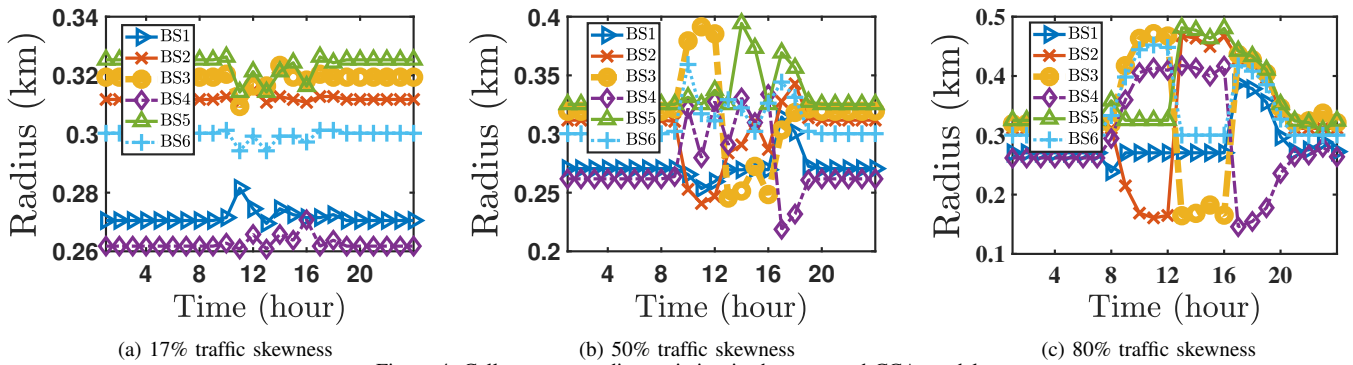 0.34
0.32
0.3
0.28
0.26
Radius (km)
BS1
BS2
BS3
BS4
BS5
BS6
4 8 12 16 20
Time (hour)
(a) 17% traffic skewness
0.4
0.35
0.3
0.25
0.2
Radius (km)
BS1
BS2
BS3
BS4
BS5
BS6
4 8 12 16 20
Time (hour)
(b) 50% traffic skewness
0.5
0.4
0.3
0.2
0.1
Radius (km)
BS1
BS2
BS3
BS4
BS5
BS6
4 8 12 16 20
Time (hour)
(c) 80% traffic skewness